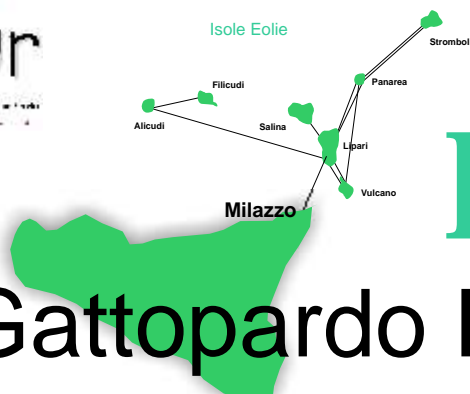 Isole Eolie
Strombol
Panarea
Filicudi
Alicudi
Salina
Lipari
Vulcano
Milazzo
Gattopardo